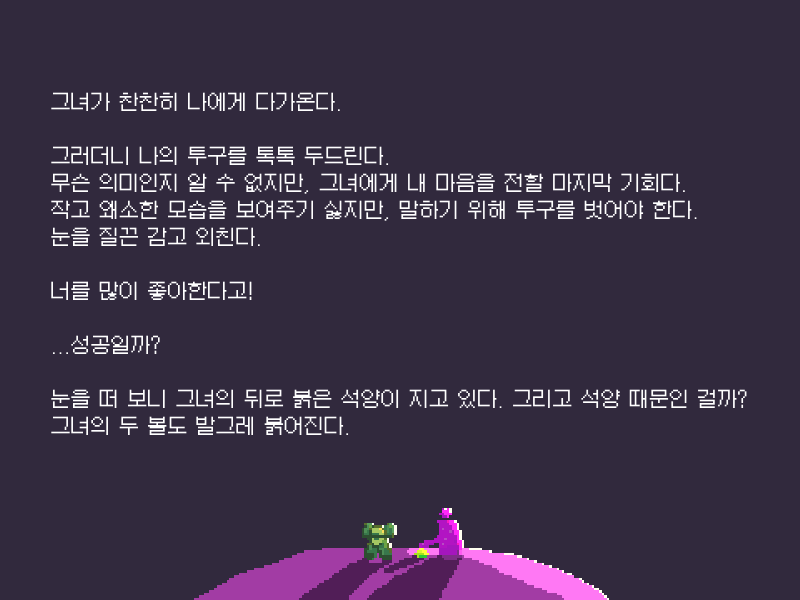 그녀가 찬찬히 나에게 다가온다.
그러더니 나의 투구를 톡톡 두드린다.
무슨 의미인지 알 수 없지만, 그녀에게 내 마음을 전할 마지막 기회다.
작고 왜소한 모습을 보여주기 싫지만, 말하기 위해 투구를 벗어야 한다.
눈을 질끈 감고 외친다.
너를 많이 좋아한다고!
...성공일까?
눈을 떠 보니 그녀의 뒤로 붉은 석양이 지고 있다. 그리고 석양 때문인 걸까?
그녀의 두 볼도 발그레 붉어진다.